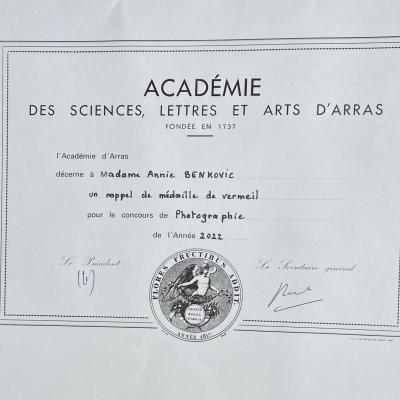 ACADÉMIE
DES SCIENCES, LETTRES ET ARTS D'ARRAS
FONDÉE EN 1737
l'Académie d'Arras
décerne à Madame Annie BENKOVIC
un rappel de médaille de vermeil
pour le concours de Photographie
de l'Année 2022
Le Président :
Le Secrétaire général :
FLORES FRUCTIBUS ADDIT
ANNÉE 1817